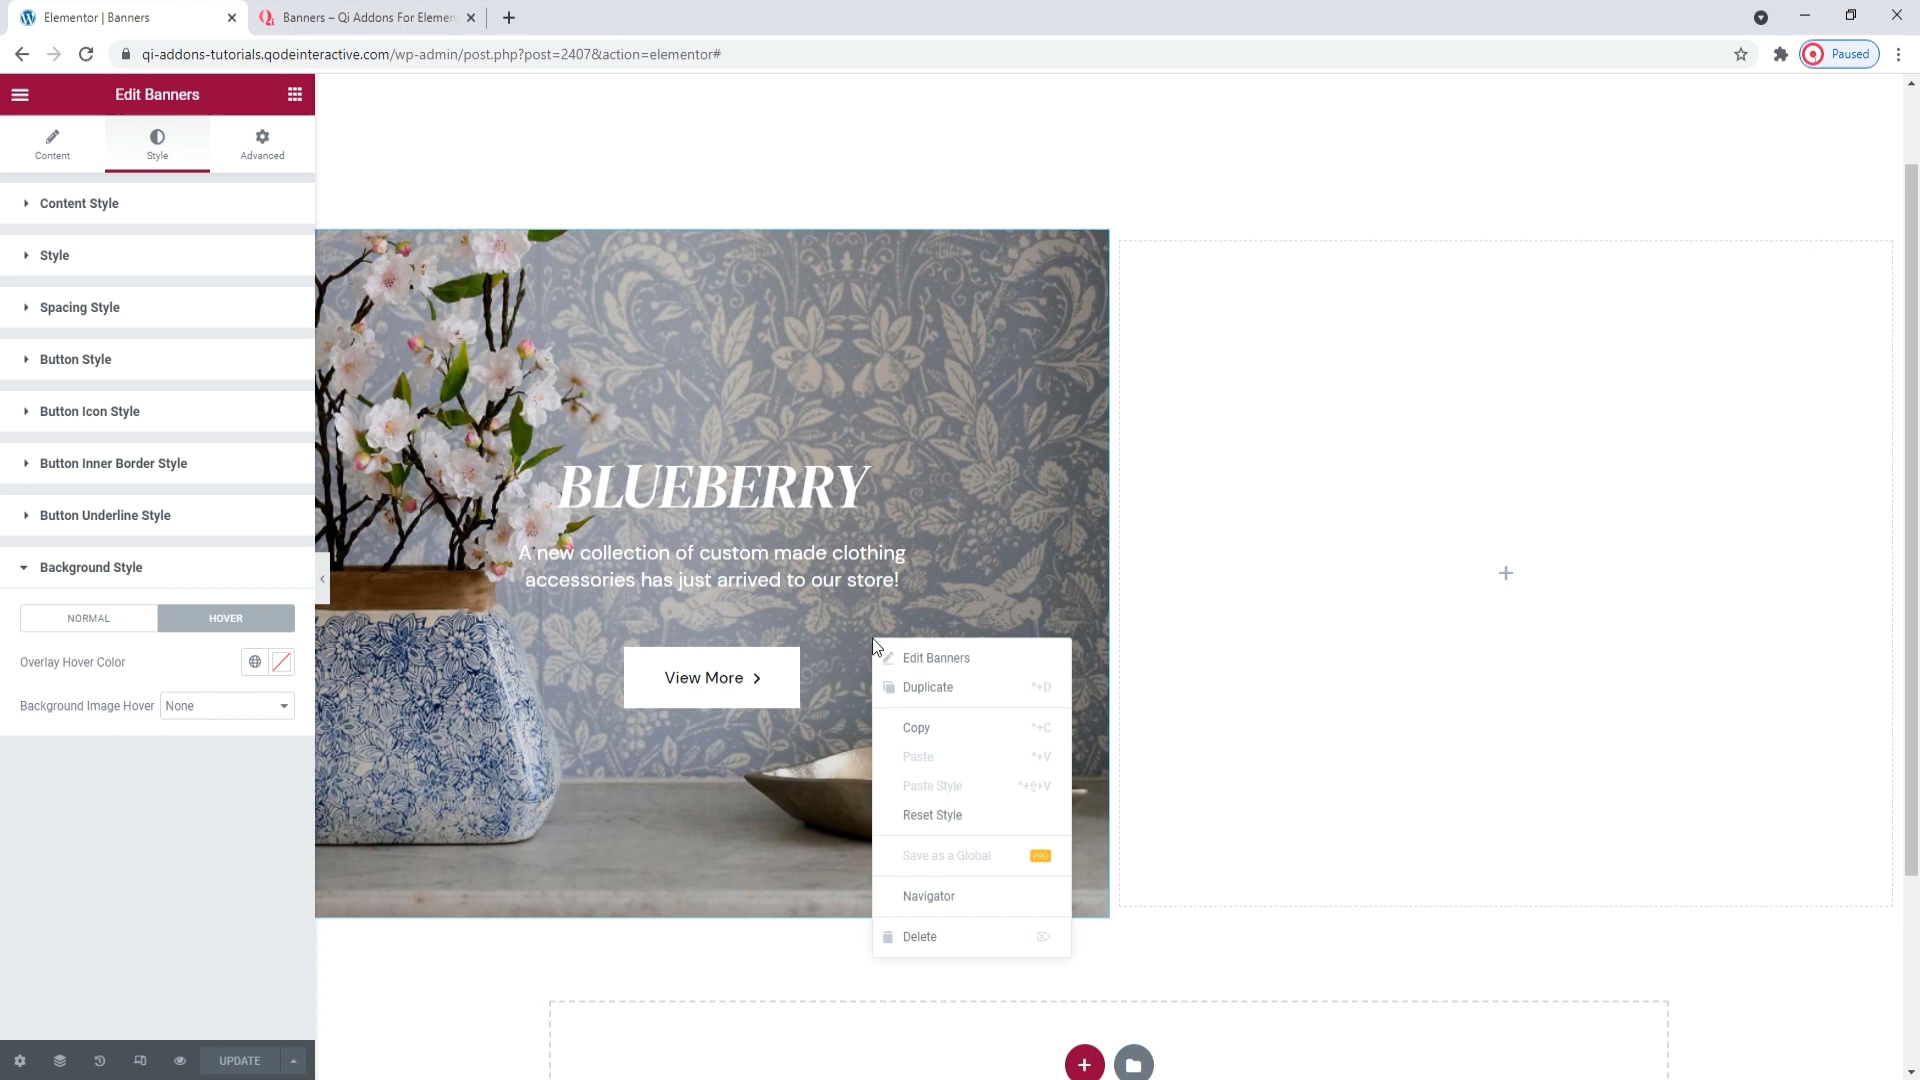 Elementor | Banners
Banners – Qi Addons For Elemen
qi-addons-tutorials.qodeinteractive.com/wp-admin/post.php?post=2407&action=elementor#
Paused
Edit Banners
Content
Style
Advanced
Content Style
Style
Spacing Style
Button Style
Button Icon Style
Button Inner Border Style
Button Underline Style
Background Style
NORMAL
HOVER
Overlay Hover Color
Background Image Hover
None
UPDATE
BLUEBERRY
A new collection of custom made clothing
accessories has just arrived to our store!
View More
Edit Banners
Duplicate ^+D
Copy ^+C
Paste ^+V
Paste Style ^+⇧+V
Reset Style
Save as a Global PRO
Navigator
Delete ⌦